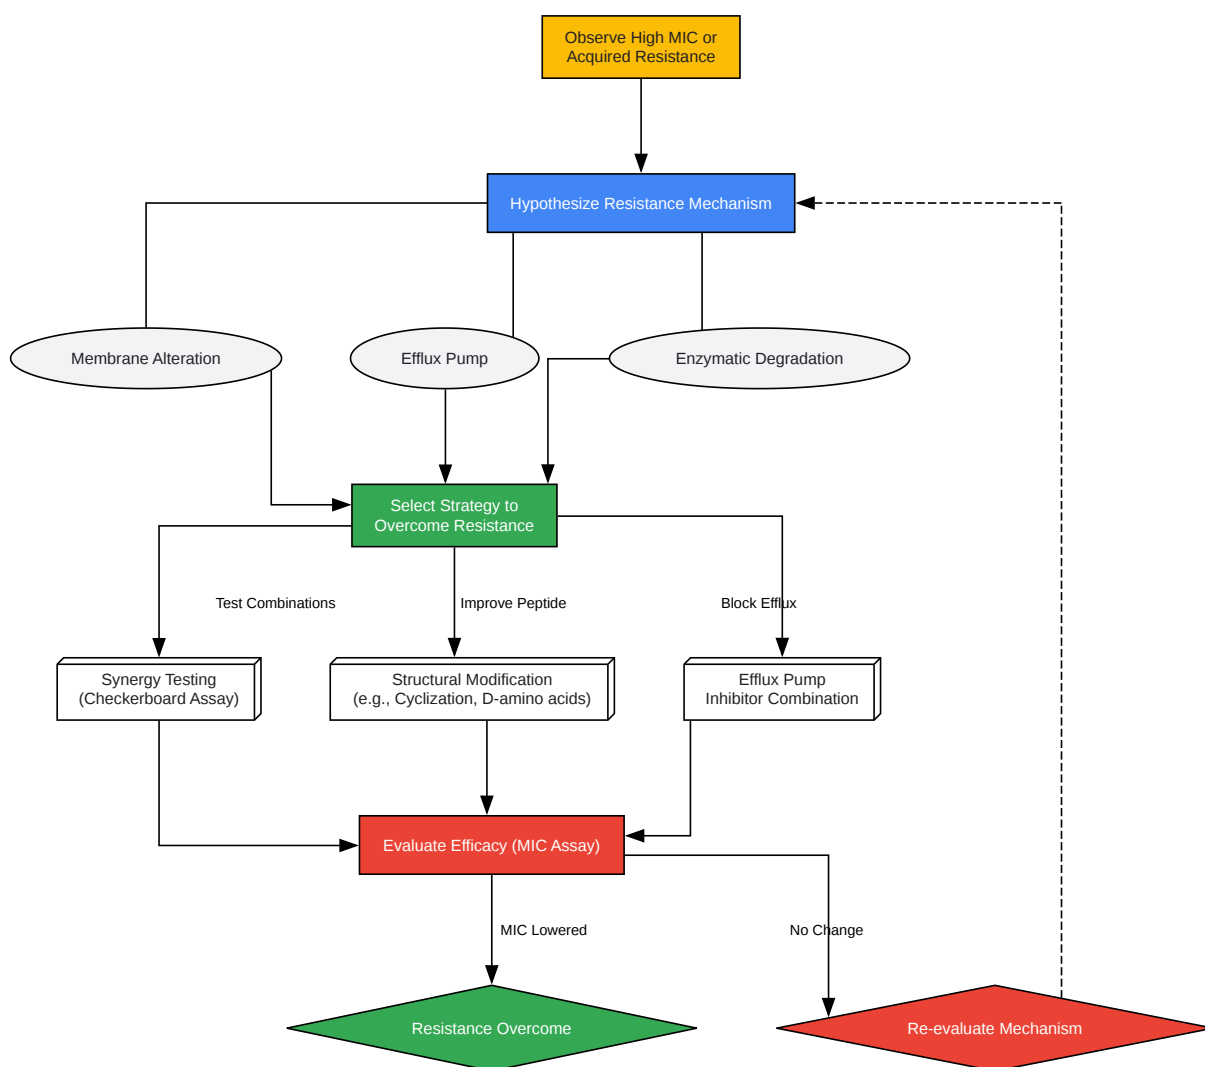 Observe High MIC or
Acquired Resistance
Hypothesize Resistance Mechanism
Membrane Alteration
Efflux Pump
Enzymatic Degradation
Select Strategy to
Overcome Resistance
Test Combinations
Improve Peptide
Block Efflux
Synergy Testing
(Checkerboard Assay)
Structural Modification
(e.g., Cyclization, D-amino acids)
Efflux Pump
Inhibitor Combination
Evaluate Efficacy (MIC Assay)
MIC Lowered
No Change
Resistance Overcome
Re-evaluate Mechanism